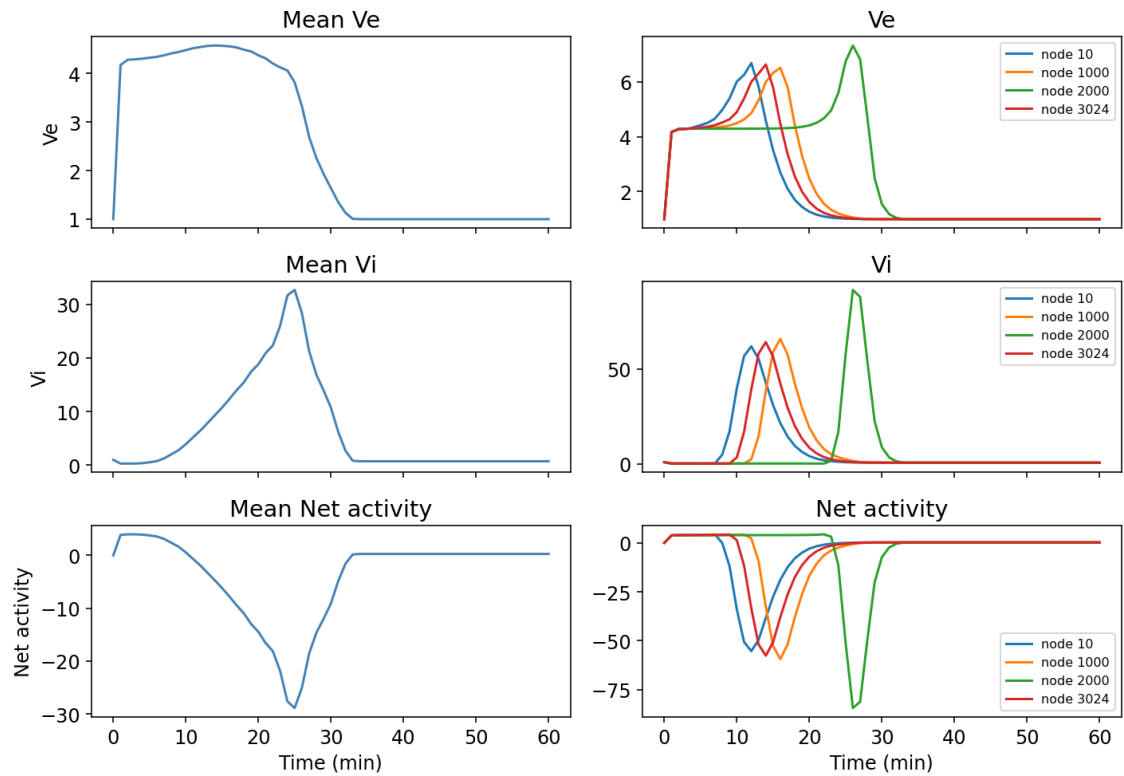 Mean Ve
Ve
4
3
2
1
Ve
6
4
2
node 10
node 1000
node 2000
node 3024
Mean Vi
Vi
30
20
10
0
Vi
50
0
node 10
node 1000
node 2000
node 3024
Mean Net activity
Net activity
0
−10
−20
−30
0 10 20 30 40 50 60
Time (min)
Net activity
0
−25
−50
−75
node 10
node 1000
node 2000
node 3024
0 10 20 30 40 50 60
Time (min)